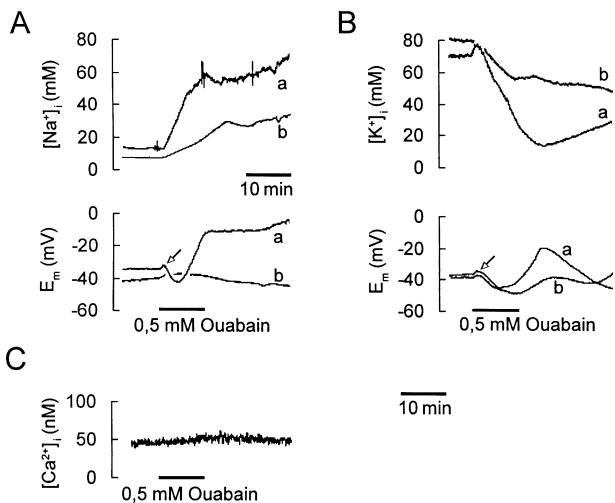 A
[Na⁺]ᵢ (mM)
80
60
40
20
0
a
b
10 min
Eₘ (mV)
0
-20
-40
-60
a
b
0,5 mM Ouabain
B
[K⁺]ᵢ (mM)
80
60
40
20
0
b
a
Eₘ (mV)
0
-20
-40
-60
a
b
0,5 mM Ouabain
10 min
C
[Ca²⁺]ᵢ (nM)
100
50
0
0,5 mM Ouabain